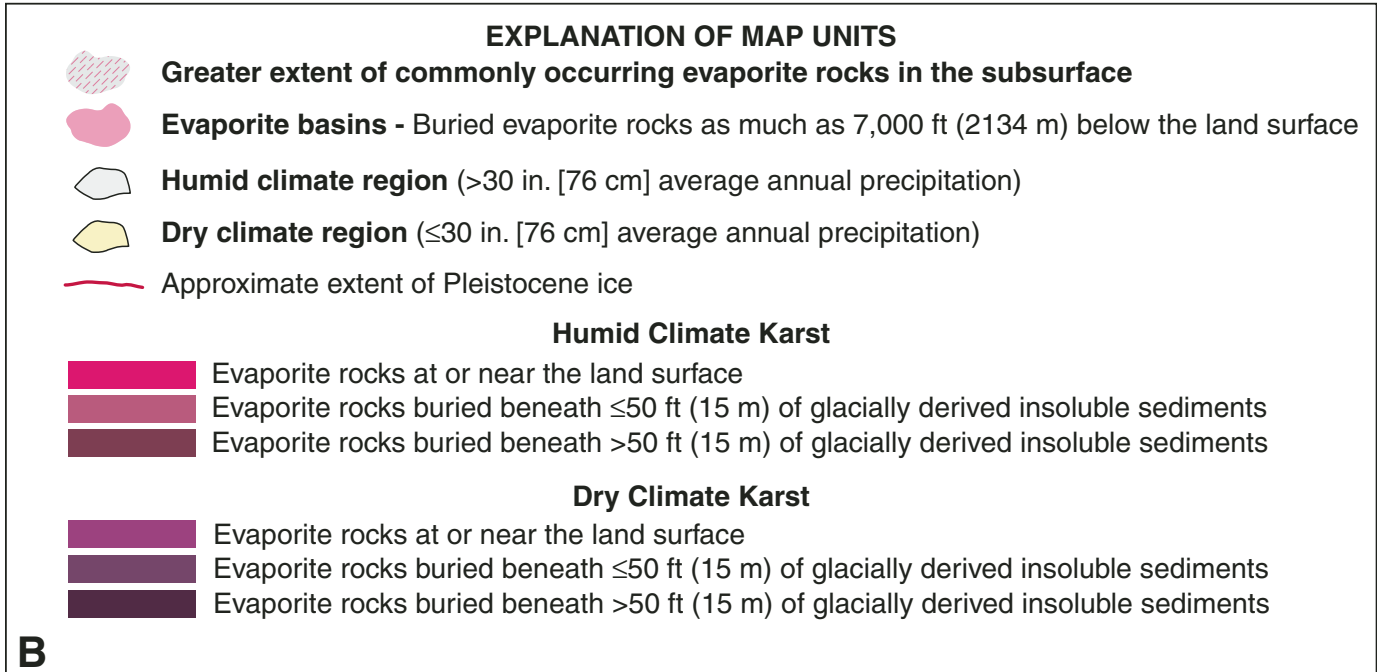 EXPLANATION OF MAP UNITS
Greater extent of commonly occurring evaporite rocks in the subsurface
Evaporite basins - Buried evaporite rocks as much as 7,000 ft (2134 m) below the land surface
Humid climate region (>30 in. [76 cm] average annual precipitation)
Dry climate region (≤30 in. [76 cm] average annual precipitation)
Approximate extent of Pleistocene ice
Humid Climate Karst
Evaporite rocks at or near the land surface
Evaporite rocks buried beneath ≤50 ft (15 m) of glacially derived insoluble sediments
Evaporite rocks buried beneath >50 ft (15 m) of glacially derived insoluble sediments
Dry Climate Karst
Evaporite rocks at or near the land surface
Evaporite rocks buried beneath ≤50 ft (15 m) of glacially derived insoluble sediments
Evaporite rocks buried beneath >50 ft (15 m) of glacially derived insoluble sediments
B